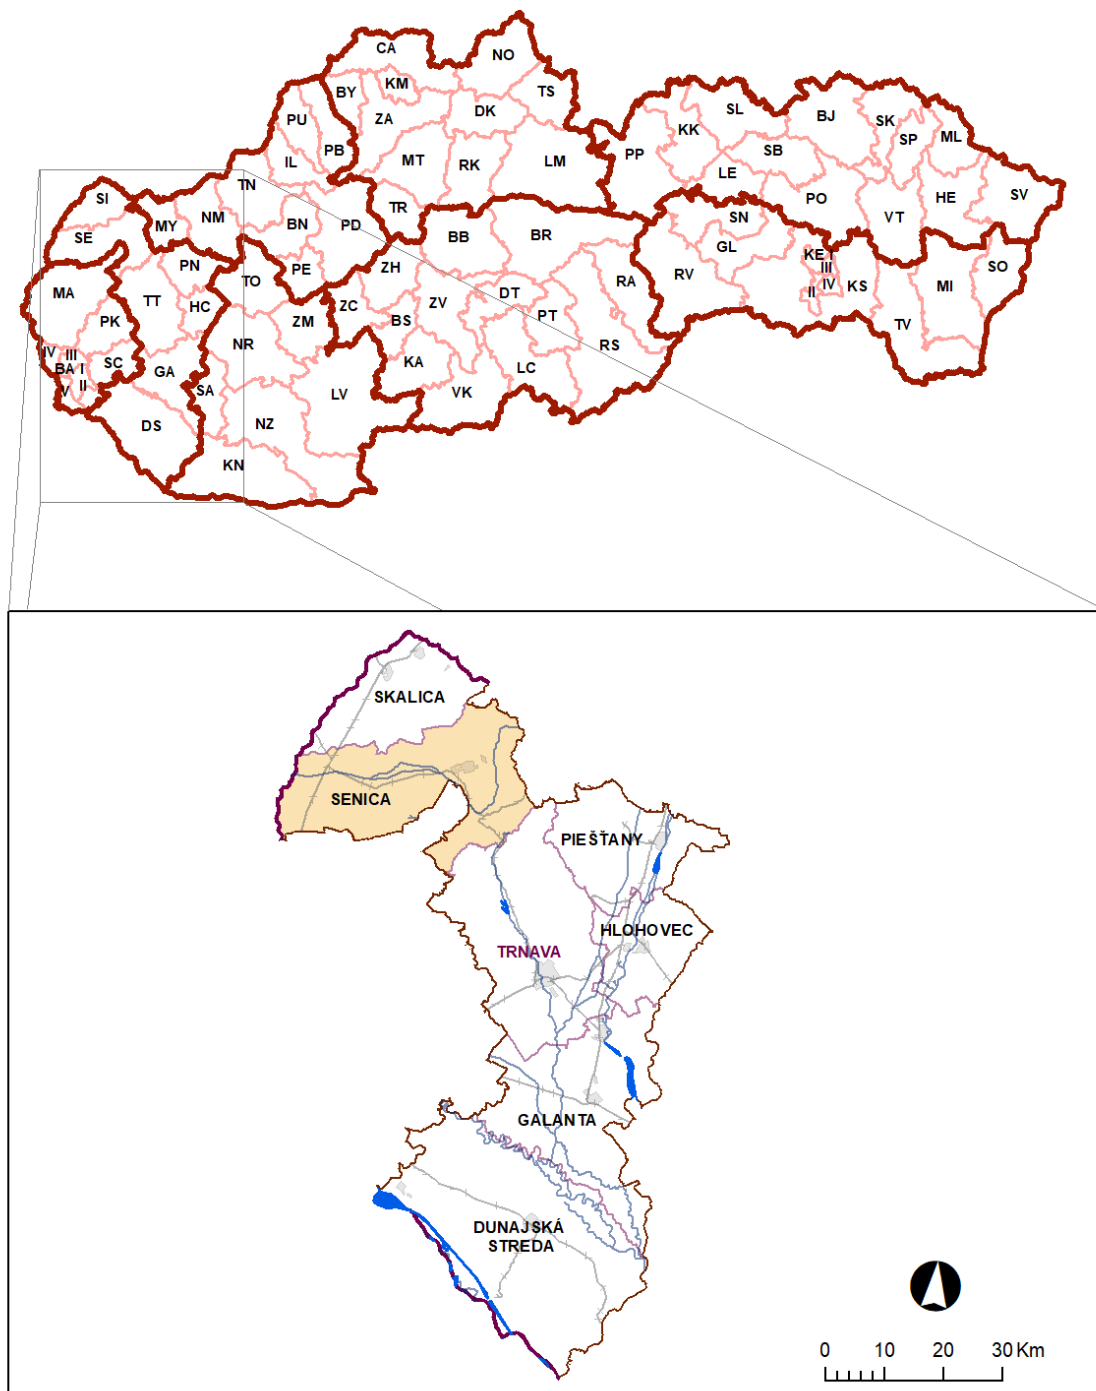 CA
NO
KM
BY
TS
PU
ZA
DK
SL
BJ
SK
ML
KK
SP
PB
MT
PP
SB
IL
RK
LM
LE
TN
SI
TR
PO
HE
SV
NM
MY
BN
PD
SN
VT
SE
BB
BR
GL
PN
PE
ZH
KE
I
SO
MA
TT
TO
RV
III
HC
ZC
ZV
DT
RA
IV
KS
MI
II
PK
ZM
BS
PT
TV
NR
RS
IV
III
SC
KA
LC
BA
I
GA
II
V
SA
LV
VK
DS
NZ
KN
SKALICA
SENICA
PIEŠŤANY
HLOHOVEC
TRNAVA
GALANTA
DUNAJSKÁ
STREDA
0 10 20 30 Km